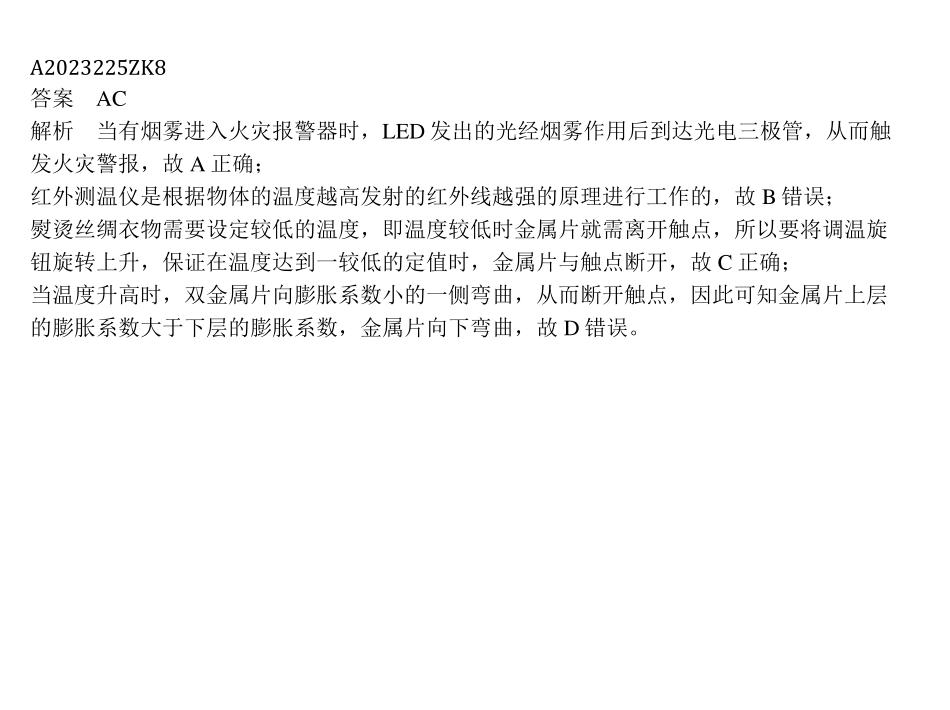 A2023225ZK8
答案 AC
解析 当有烟雾进入火灾报警器时，LED 发出的光经烟雾作用后到达光电三极管，从而触
发火灾警报，故 A 正确；
红外测温仪是根据物体的温度越高发射的红外线越强的原理进行工作的，故 B 错误；
熨烫丝绸衣物需要设定较低的温度，即温度较低时金属片就需离开触点，所以要将调温旋
钮旋转上升，保证在温度达到一较低的定值时，金属片与触点断开，故 C 正确；
当温度升高时，双金属片向膨胀系数小的一侧弯曲，从而断开触点，因此可知金属片上层
的膨胀系数大于下层的膨胀系数，金属片向下弯曲，故 D 错误。